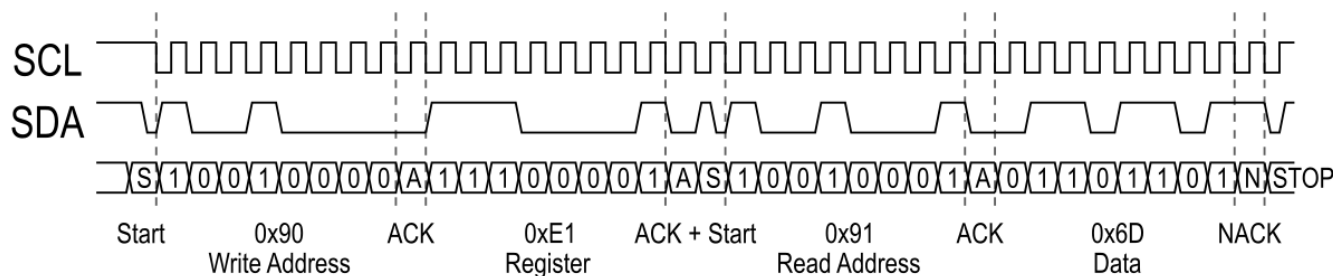 SCL
SDA
S 1 0 0 1 0 0 0 0 A 1 1 1 0 0 0 0 1 A S 1 0 0 1 0 0 0 1 A 0 1 1 0 1 1 0 1 N STOP
Start 0x90 ACK 0xE1 ACK + Start 0x91 ACK 0x6D NACK
Write Address Register Read Address Data